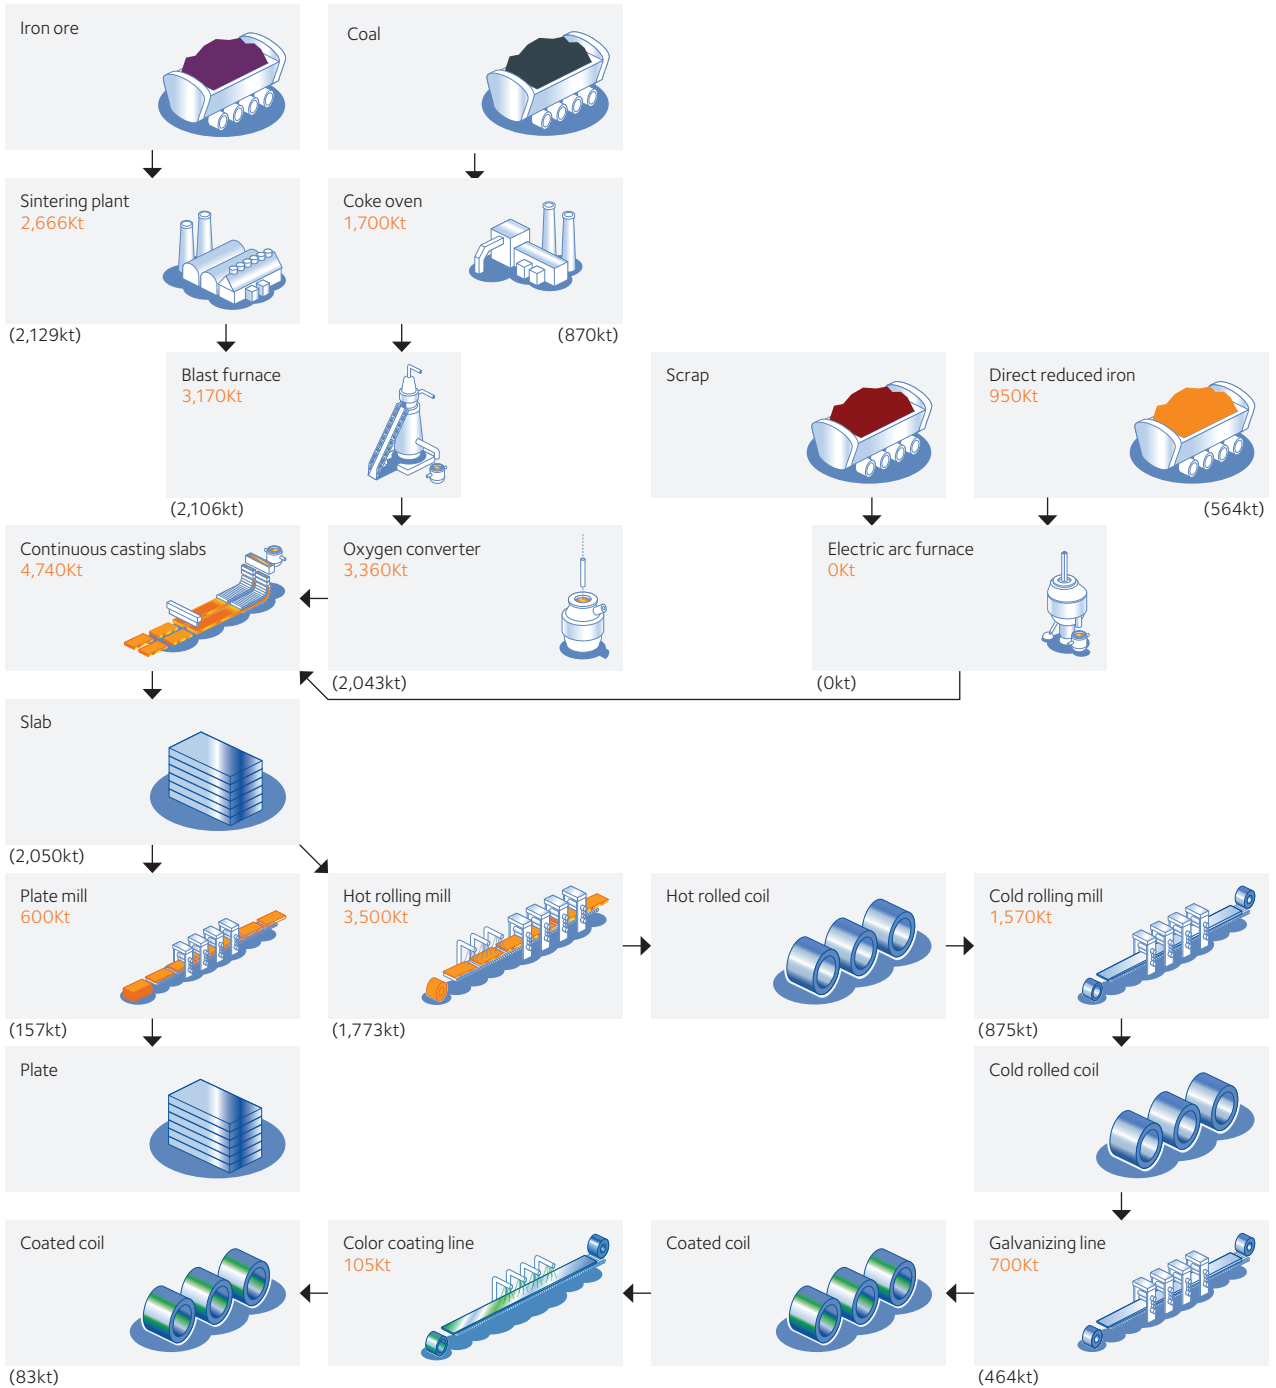 Iron ore
Coal
Sintering plant
2,666Kt
Coke oven
1,700Kt
(2,129kt)
(870kt)
Blast furnace
3,170Kt
Scrap
Direct reduced iron
950Kt
(2,106kt)
(564kt)
Continuous casting slabs
4,740Kt
Oxygen converter
3,360Kt
Electric arc furnace
0Kt
(2,043kt)
(0kt)
Slab
(2,050kt)
Plate mill
600Kt
Hot rolling mill
3,500Kt
Hot rolled coil
Cold rolling mill
1,570Kt
(157kt)
(1,773kt)
(875kt)
Plate
Cold rolled coil
Coated coil
Color coating line
105Kt
Coated coil
Galvanizing line
700Kt
(83kt)
(464kt)